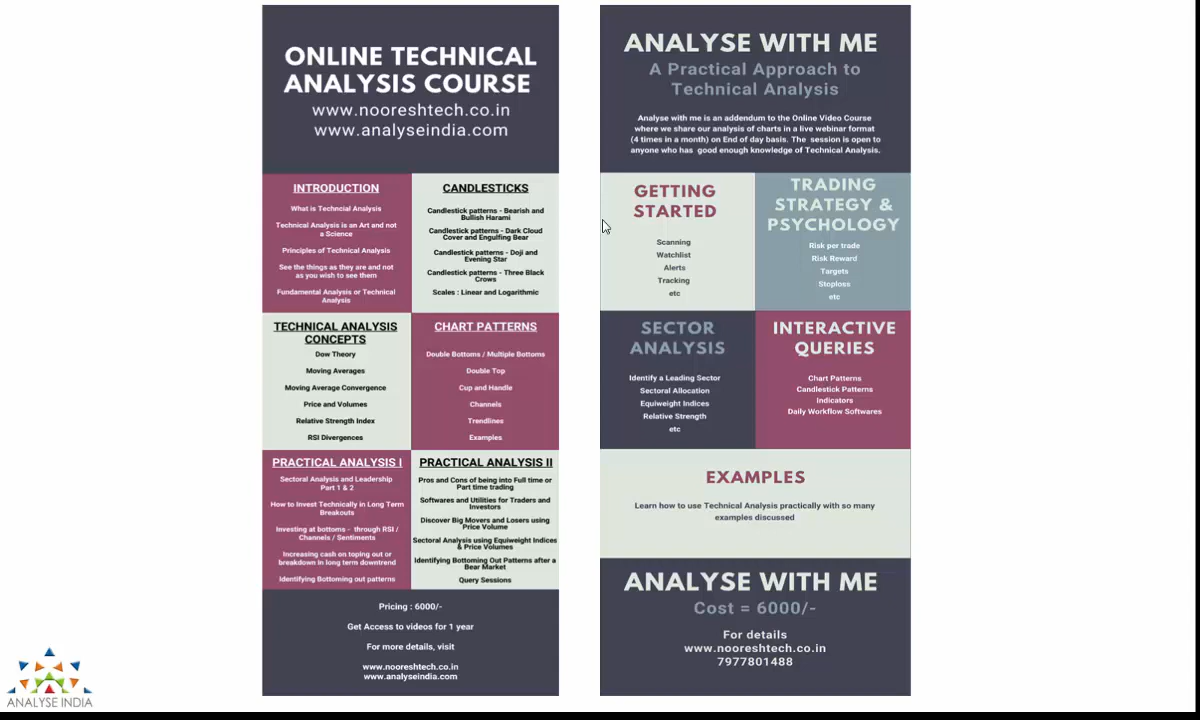 ONLINE TECHNICAL
ANALYSIS COURSE
www.nooreshtech.co.in
www.analyseindia.com
INTRODUCTION
What is Techncial Analysis
Technical Analysis is an Art and not
a Science
Principles of Technical Analysis
See the things as they are and not
as you wish to see them
Fundamental Analysis or Technical
Analysis
CANDLESTICKS
Candlestick patterns - Bearish and
Bullish Harami
Candlestick patterns - Dark Cloud
Cover and Engulfing Bear
Candlestick patterns - Doji and
Evening Star
Candlestick patterns - Three Black
Crows
Scales : Linear and Logarithmic
TECHNICAL ANALYSIS
CONCEPTS
Dow Theory
Moving Averages
Moving Average Convergence
Price and Volumes
Relative Strength Index
RSI Divergences
CHART PATTERNS
Double Bottoms / Multiple Bottoms
Double Top
Cup and Handle
Channels
Trendlines
Examples
PRACTICAL ANALYSIS I
Sectoral Analysis and Leadership
Part 1 & 2
How to Invest Technically in Long Term
Breakouts
Investing at bottoms - through RSI /
Channels / Sentiments
Increasing cash on toping out or
breakdown in long term downtrend
Identifying Bottoming out patterns
PRACTICAL ANALYSIS II
Pros and Cons of being into Full time or
Part time trading
Softwares and Utilities for Traders and
Investors
Discover Big Movers and Losers using
Price Volume
Sectoral Analysis using Equiweight Indices
& Price Volumes
Identifying Bottoming Out Patterns after a
Bear Market
Query Sessions
Pricing : 6000/-
Get Access to videos for 1 year
For more details, visit
www.nooreshtech.co.in
www.analyseindia.com
ANALYSE WITH ME
A Practical Approach to
Technical Analysis
Analyse with me is an addendum to the Online Video Course
where we share our analysis of charts in a live webinar format
(4 times in a month) on End of day basis. The session is open to
anyone who has good enough knowledge of Technical Analysis.
GETTING
STARTED
Scanning
Watchlist
Alerts
Tracking
etc
TRADING
STRATEGY &
PSYCHOLOGY
Risk per trade
Risk Reward
Targets
Stoploss
etc
SECTOR
ANALYSIS
Identify a Leading Sector
Sectoral Allocation
Equiweight Indices
Relative Strength
etc
INTERACTIVE
QUERIES
Chart Patterns
Candlestick Patterns
Indicators
Daily Workflow Softwares
EXAMPLES
Learn how to use Technical Analysis practically with so many
examples discussed
ANALYSE WITH ME
Cost = 6000/-
For details
www.nooreshtech.co.in
7977801488
ANALYSE INDIA